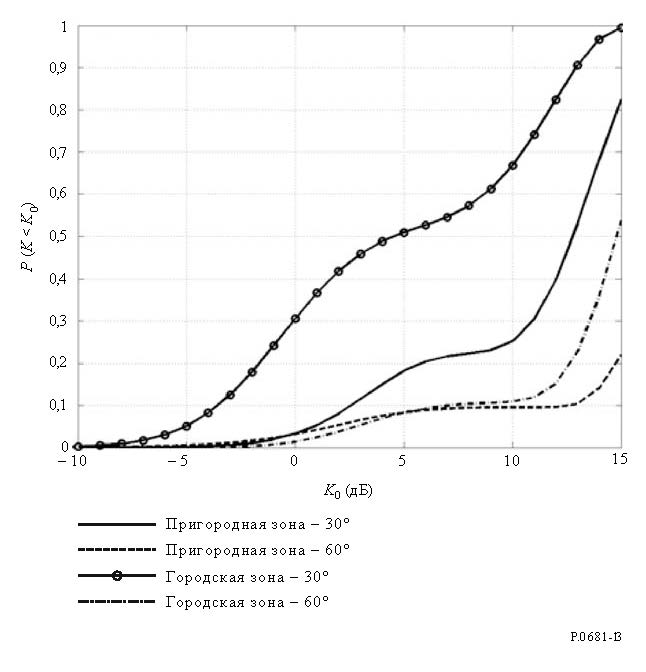 1
0,9
0,8
0,7
0,6
0,5
0,4
0,3
0,2
0,1
0
P (K < K0)
–10 –5 0 5 10 15
K0 (дБ)
Пригородная зона – 30°
Пригородная зона – 60°
Городская зона – 30°
Городская зона – 60°
P.0681-13